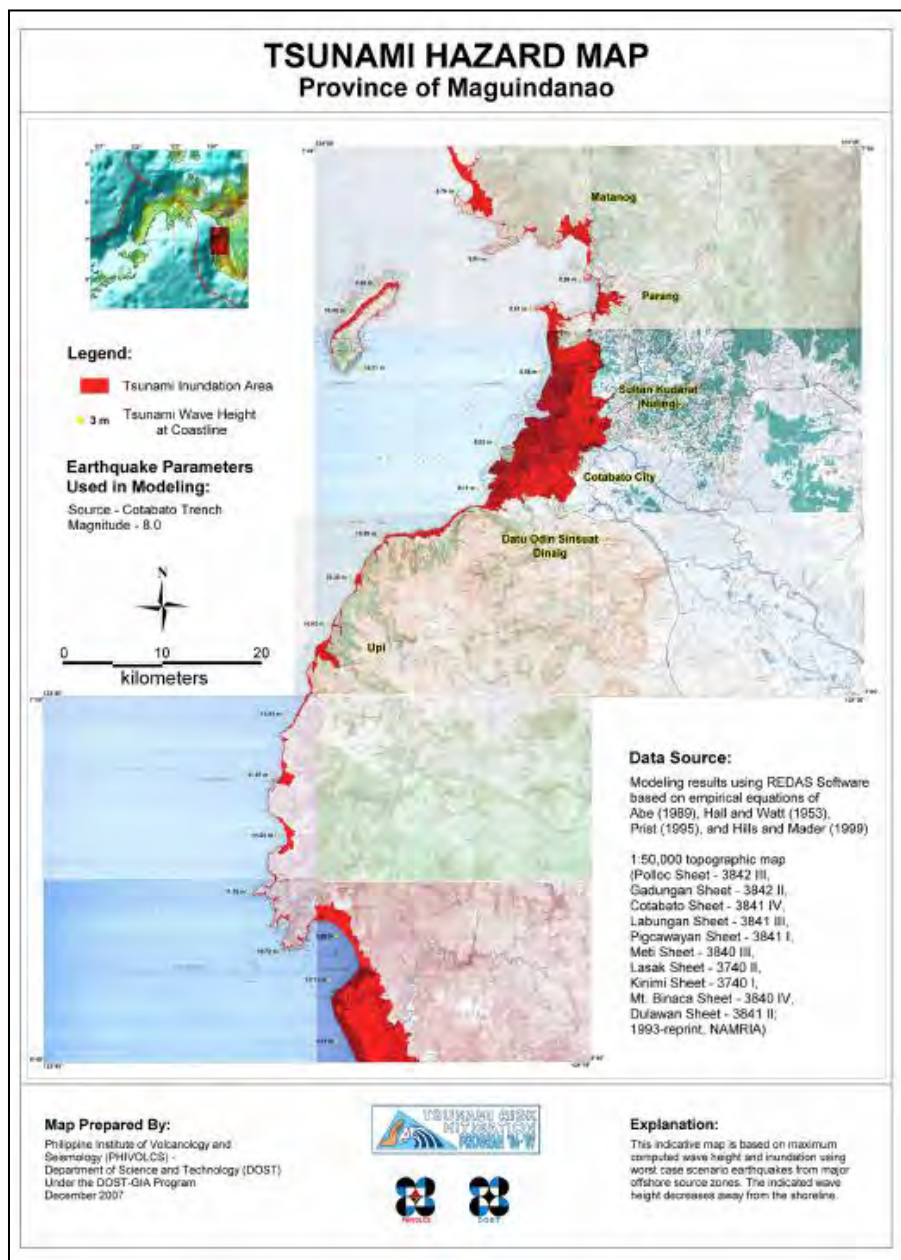 TSUNAMI HAZARD MAP
Province of Maguindanao
Matanog
Parang
Sultan Kudarat
(Nuling)
Cotabato City
Datu Odin Sinsuat
Dinaig
Upi
Legend:
Tsunami Inundation Area
3 m Tsunami Wave Height
at Coastline
Earthquake Parameters
Used in Modeling:
Source - Cotabato Trench
Magnitude - 8.0
N
0 10 20
kilometers
Data Source:
Modeling results using REDAS Software
based on empirical equations of
Abe (1989), Hall and Watt (1953),
Prist (1995), and Hills and Mader (1999)
1:50,000 topographic map
(Polloc Sheet - 3842 III,
Gadungan Sheet - 3842 II,
Cotabato Sheet - 3841 IV,
Labungan Sheet - 3841 III,
Pigcawayan Sheet - 3841 I,
Meti Sheet - 3840 III,
Lasak Sheet - 3740 II,
Kinimi Sheet - 3740 I,
Mt. Binaca Sheet - 3840 IV,
Dulawan Sheet - 3841 II;
1993-reprint, NAMRIA)
Map Prepared By:
Philippine Institute of Volcanology and
Seismology (PHIVOLCS) -
Department of Science and Technology (DOST)
Under the DOST-GIA Program
December 2007
TSUNAMI RISK
MITIGATION
PROGRAM
PHIVOLCS
DOST
Explanation:
This indicative map is based on maximum
computed wave height and inundation using
worst case scenario earthquakes from major
offshore source zones. The indicated wave
height decreases away from the shoreline.